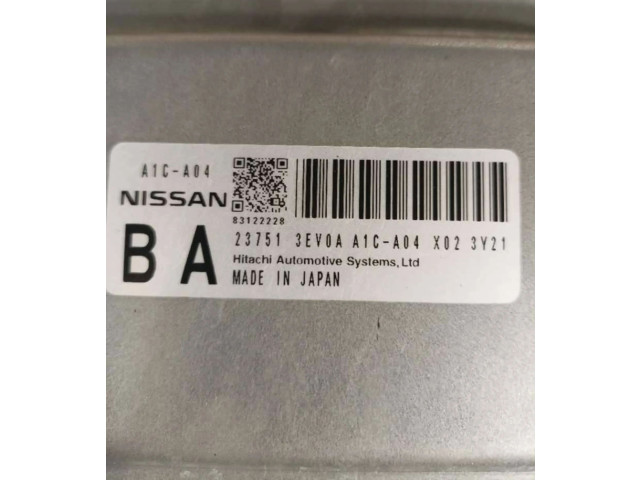 A1C-A04
NISSAN
83122228
B A
23751 3EV0A A1C-A04 X02 3Y21
Hitachi Automotive Systems,Ltd
MADE IN JAPAN